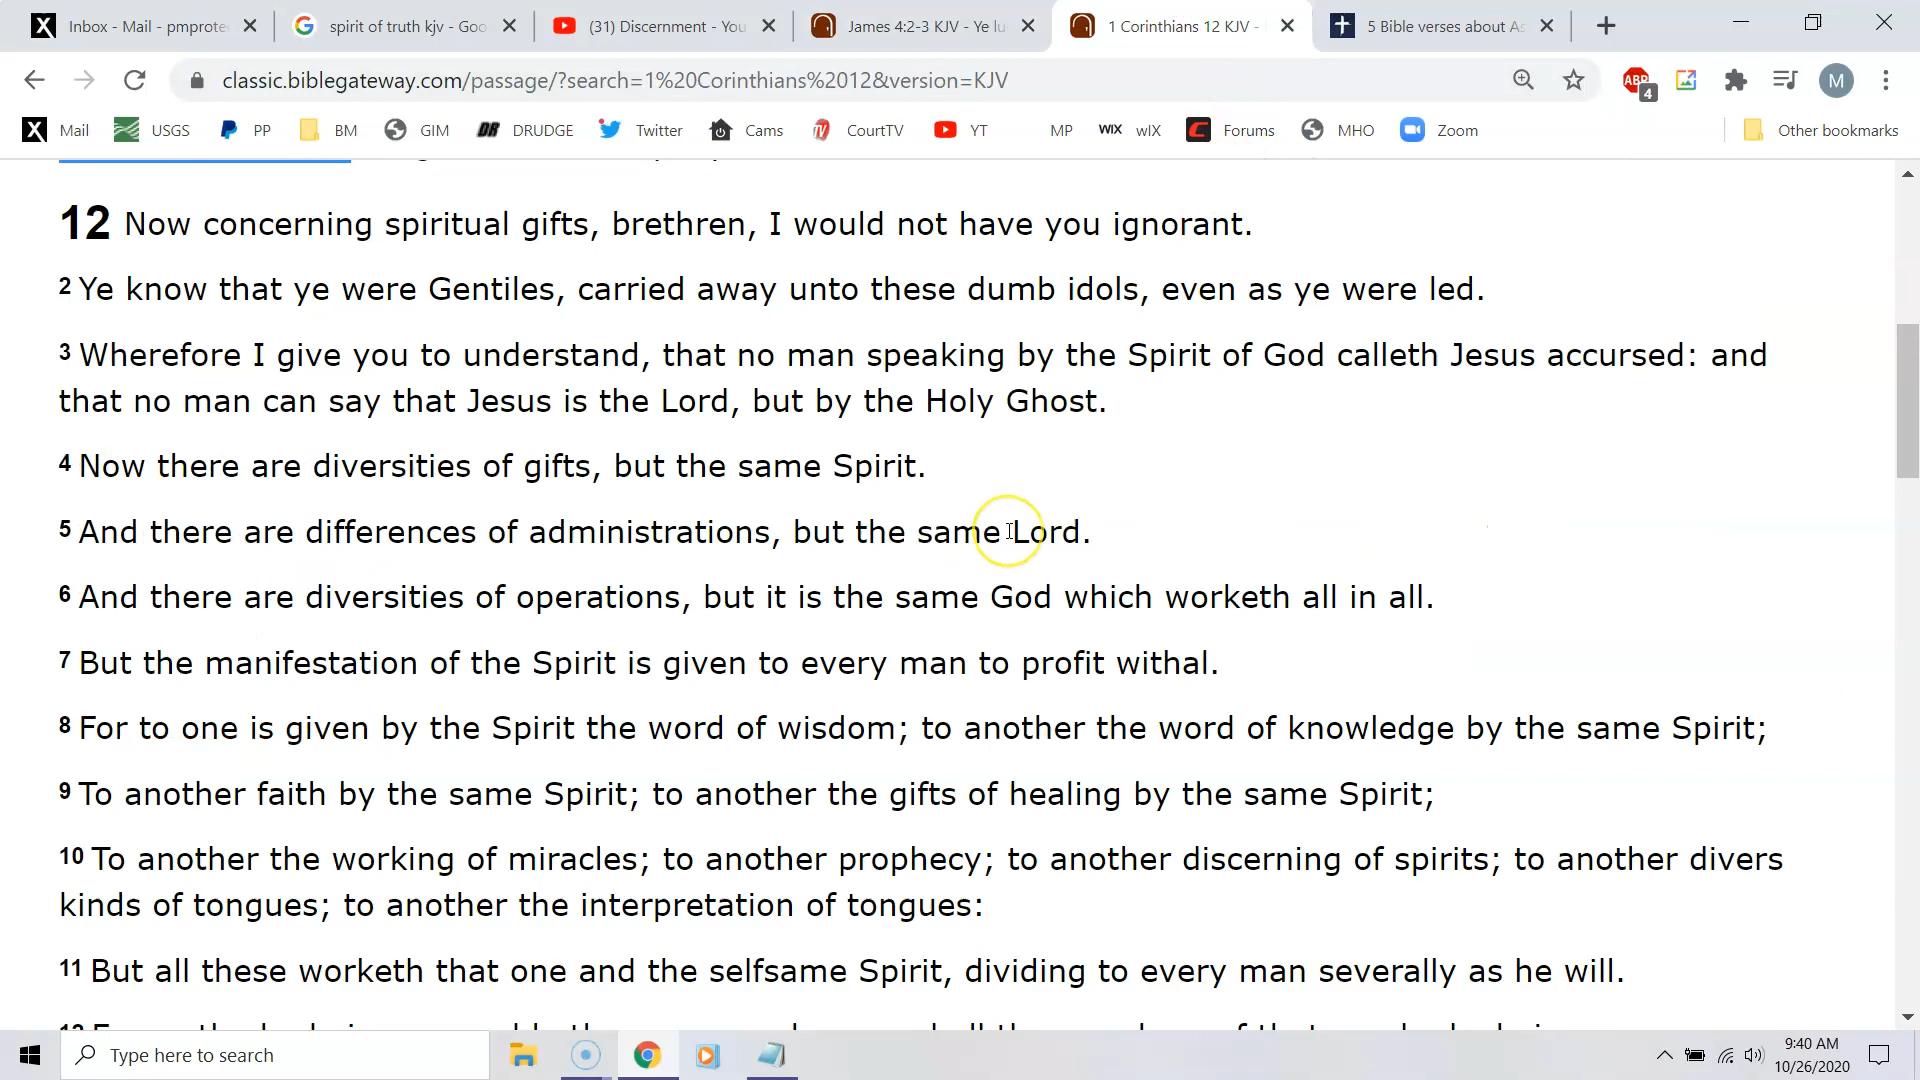 Inbox - Mail - pmprote
spirit of truth kjv - Goo
(31) Discernment - You
James 4:2-3 KJV - Ye lu
1 Corinthians 12 KJV -
5 Bible verses about As
classic.biblegateway.com/passage/?search=1%20Corinthians%2012&version=KJV
ABP
4
M
X Mail
USGS
PP
BM
GIM
DR DRUDGE
Twitter
Cams
CourtTV
YT
MP
WIX wIX
Forums
MHO
Zoom
Other bookmarks
12 Now concerning spiritual gifts, brethren, I would not have you ignorant.
2 Ye know that ye were Gentiles, carried away unto these dumb idols, even as ye were led.
3 Wherefore I give you to understand, that no man speaking by the Spirit of God calleth Jesus accursed: and
that no man can say that Jesus is the Lord, but by the Holy Ghost.
4 Now there are diversities of gifts, but the same Spirit.
5 And there are differences of administrations, but the same Lord.
6 And there are diversities of operations, but it is the same God which worketh all in all.
7 But the manifestation of the Spirit is given to every man to profit withal.
8 For to one is given by the Spirit the word of wisdom; to another the word of knowledge by the same Spirit;
9 To another faith by the same Spirit; to another the gifts of healing by the same Spirit;
10 To another the working of miracles; to another prophecy; to another discerning of spirits; to another divers
kinds of tongues; to another the interpretation of tongues:
11 But all these worketh that one and the selfsame Spirit, dividing to every man severally as he will.
Type here to search
9:40 AM
10/26/2020